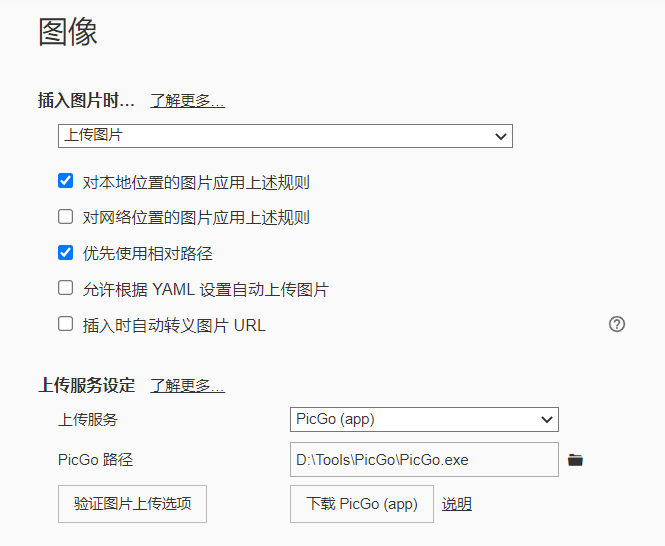 图像
插入图片时... 了解更多...
上传图片
对本地位置的图片应用上述规则
对网络位置的图片应用上述规则
优先使用相对路径
允许根据 YAML 设置自动上传图片
插入时自动转义图片 URL
上传服务设定 了解更多...
上传服务 PicGo (app)
PicGo 路径 D:\Tools\PicGo\PicGo.exe
验证图片上传选项 下载 PicGo (app) 说明